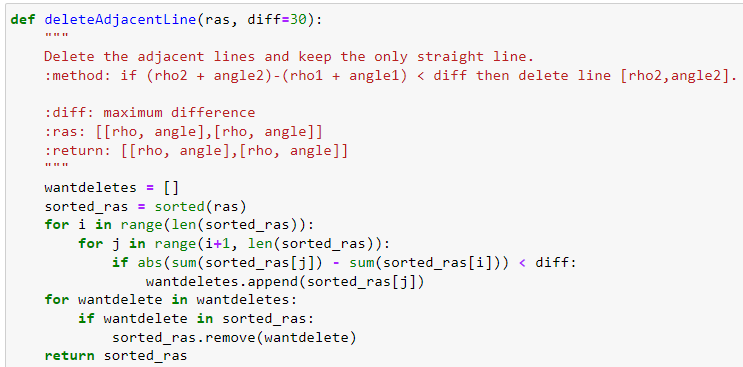 def deleteAdjacentLine(ras, diff=30):
    """
    Delete the adjacent lines and keep the only straight line.
    :method: if (rho2 + angle2)-(rho1 + angle1) < diff then delete line [rho2,angle2].

    :diff: maximum difference
    :ras: [[rho, angle],[rho, angle]]
    :return: [[rho, angle],[rho, angle]]
    """
    wantdeletes = []
    sorted_ras = sorted(ras)
    for i in range(len(sorted_ras)):
        for j in range(i+1, len(sorted_ras)):
            if abs(sum(sorted_ras[j]) - sum(sorted_ras[i])) < diff:
                wantdeletes.append(sorted_ras[j])
    for wantdelete in wantdeletes:
        if wantdelete in sorted_ras:
            sorted_ras.remove(wantdelete)
    return sorted_ras